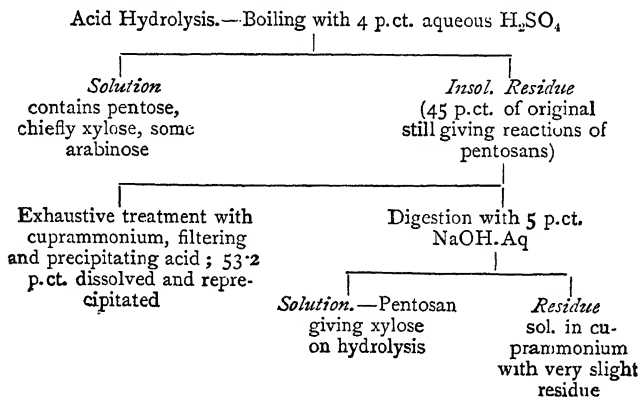 Acid Hydrolysis.—Boiling with 4 p.ct. aqueous H₂SO₄
Solution
contains pentose,
chiefly xylose, some
arabinose
Insol. Residue
(45 p.ct. of original
still giving reactions of
pentosans)
Exhaustive treatment with
cuprammonium, filtering
and precipitating acid; 53·2
p.ct. dissolved and repre-
cipitated
Digestion with 5 p.ct.
NaOH.Aq
Solution.—Pentosan
giving xylose
on hydrolysis
Residue
sol. in cu-
prammonium
with very slight
residue